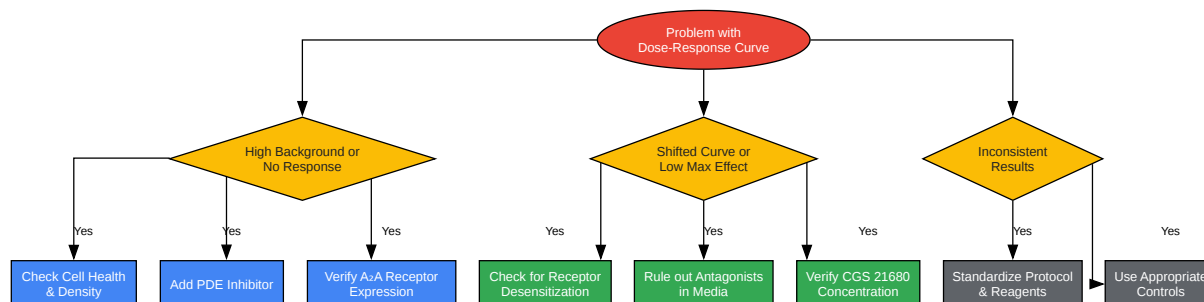 Problem with
Dose-Response Curve
High Background or
No Response
Shifted Curve or
Low Max Effect
Inconsistent
Results
Yes
Yes
Yes
Yes
Yes
Yes
Yes
Yes
Check Cell Health
& Density
Add PDE Inhibitor
Verify A₂A Receptor
Expression
Check for Receptor
Desensitization
Rule out Antagonists
in Media
Verify CGS 21680
Concentration
Standardize Protocol
& Reagents
Use Appropriate
Controls